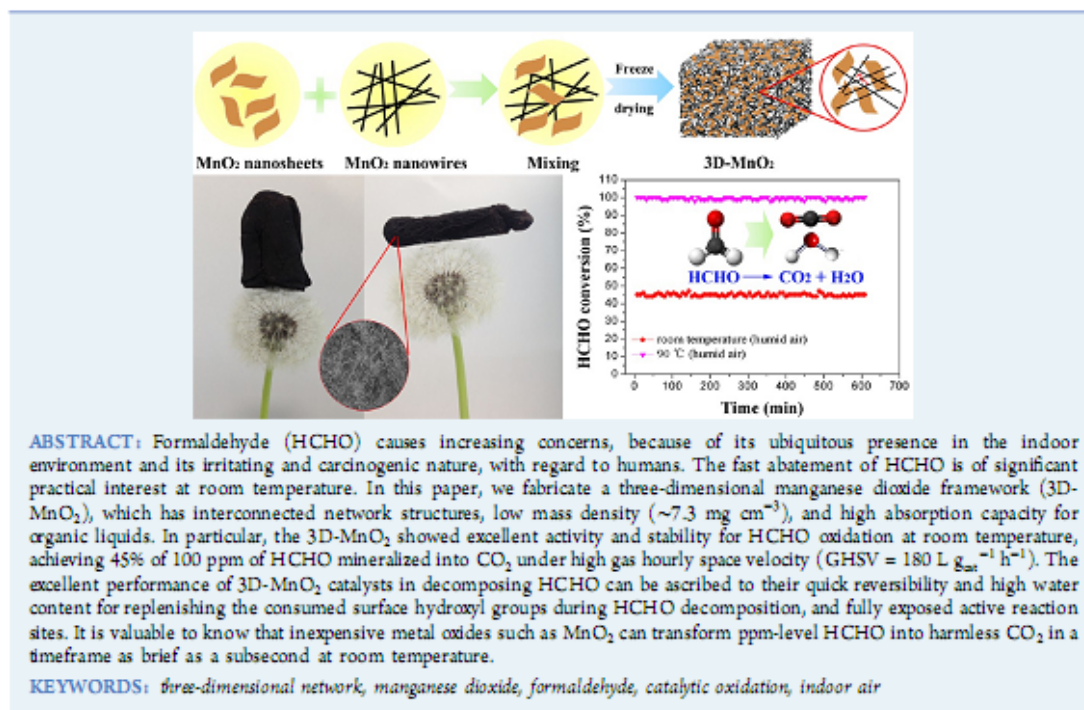 Freeze
drying
MnO₂ nanosheets MnO₂ nanowires Mixing 3D-MnO₂
110
100
90
80
70
60
50
40
30
20
10
0
HCHO conversion (%)
HCHO → CO₂ + H₂O
room temperature (humid air)
90 ℃ (humid air)
0 100 200 300 400 500 600 700
Time (min)
ABSTRACT: Formaldehyde (HCHO) causes increasing concerns, because of its ubiquitous presence in the indoor
environment and its irritating and carcinogenic nature, with regard to humans. The fast abatement of HCHO is of significant
practical interest at room temperature. In this paper, we fabricate a three-dimensional manganese dioxide framework (3D-
MnO₂), which has interconnected network structures, low mass density (~7.3 mg cm⁻³), and high absorption capacity for
organic liquids. In particular, the 3D-MnO₂ showed excellent activity and stability for HCHO oxidation at room temperature,
achieving 45% of 100 ppm of HCHO mineralized into CO₂ under high gas hourly space velocity (GHSV = 180 L g_cat⁻¹ h⁻¹). The
excellent performance of 3D-MnO₂ catalysts in decomposing HCHO can be ascribed to their quick reversibility and high water
content for replenishing the consumed surface hydroxyl groups during HCHO decomposition, and fully exposed active reaction
sites. It is valuable to know that inexpensive metal oxides such as MnO₂ can transform ppm-level HCHO into harmless CO₂ in a
timeframe as brief as a subsecond at room temperature.
KEYWORDS: three-dimensional network, manganese dioxide, formaldehyde, catalytic oxidation, indoor air